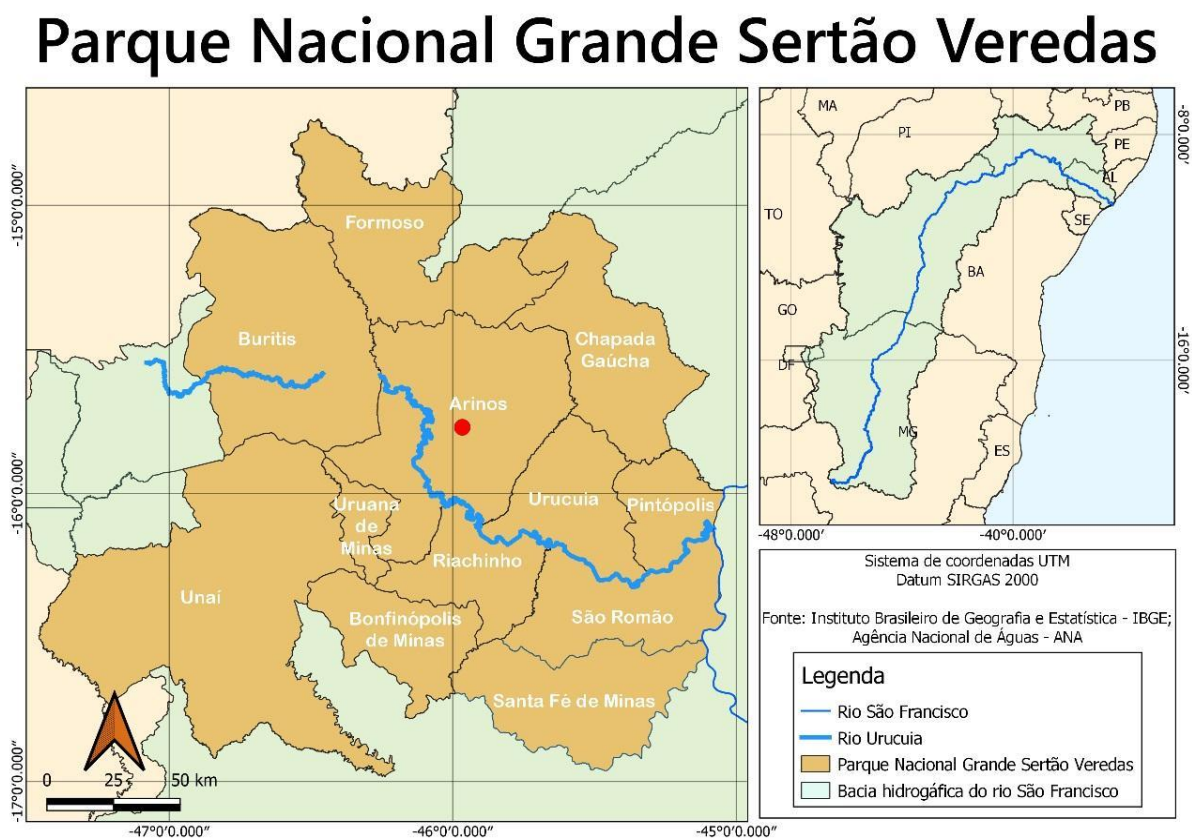 Parque Nacional Grande Sertão Veredas
Formoso
Buritis
Chapada
Gaúcha
Arinos
Urucuia
Pintópolis
Uruana
de
Minas
Riachinho
Unaí
Bonfinópolis
de Minas
São Romão
Santa Fé de Minas
-15°0'0.000"
-16°0'0.000"
-17°0'0.000"
0 25 50 km
-47°0'0.000" -46°0'0.000" -45°0'0.000"
MA
PI
PB
PE
AL
SE
TO
BA
GO
DF
MG
ES
-8°0.000'
-16°0.000'
-48°0.000' -40°0.000'
Sistema de coordenadas UTM
Datum SIRGAS 2000
Fonte: Instituto Brasileiro de Geografia e Estatística - IBGE;
Agência Nacional de Águas - ANA
Legenda
Rio São Francisco
Rio Urucuia
Parque Nacional Grande Sertão Veredas
Bacia hidrogáfica do rio São Francisco